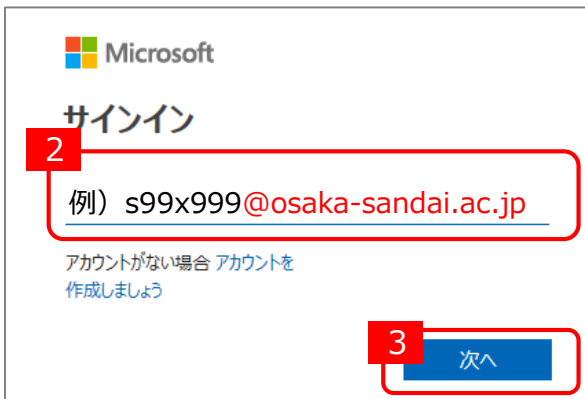 Microsoft
サインイン
2
例）s99x999@osaka-sandai.ac.jp
アカウントがない場合 アカウントを
作成しましょう
3
次へ